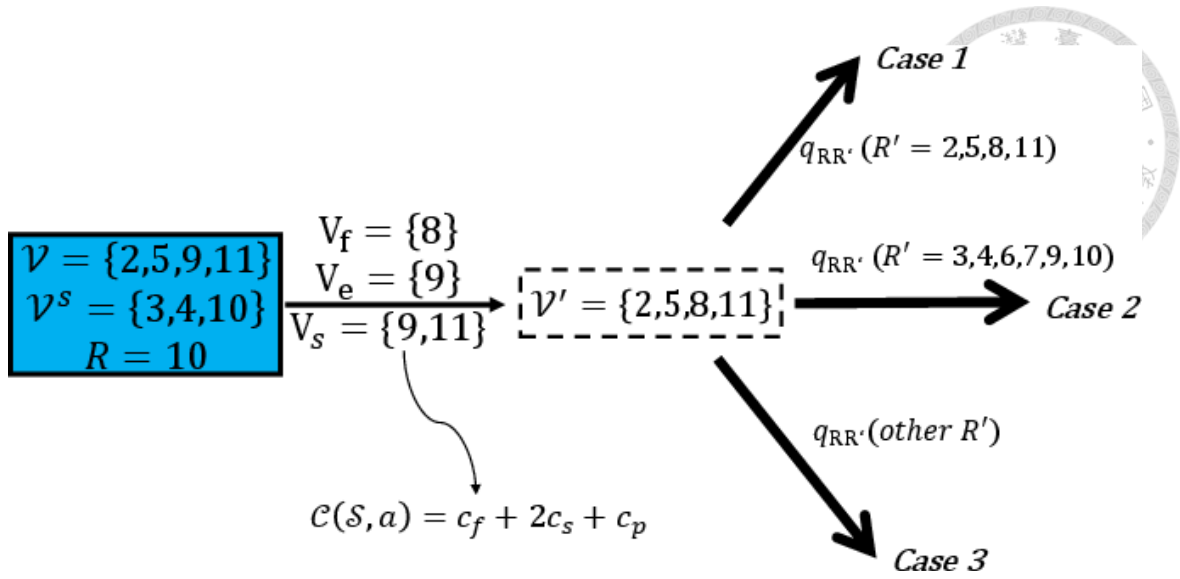 Case 1
q_RR' (R' = 2,5,8,11)
𝒱 = {2,5,9,11}
𝒱^s = {3,4,10}
R = 10
V_f = {8}
V_e = {9}
V_s = {9,11}
𝒱' = {2,5,8,11}
q_RR' (R' = 3,4,6,7,9,10)
Case 2
q_RR' (other R')
𝒞(𝒮, a) = c_f + 2c_s + c_p
Case 3